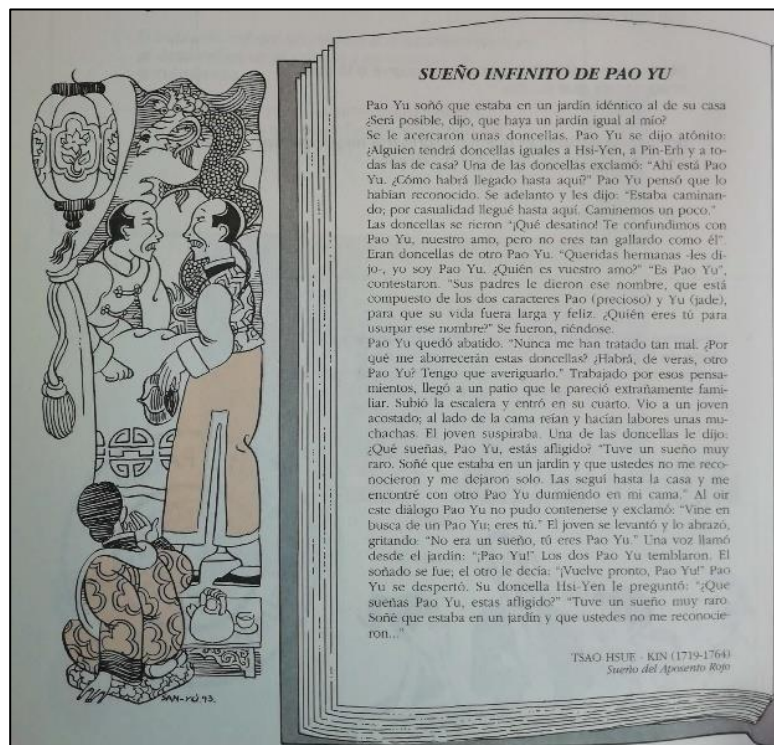 SUEÑO INFINITO DE PAO YU
Pao Yu soñó que estaba en un jardín idéntico al de su casa
¿Será posible, dijo, que haya un jardín igual al mío?
Se le acercaron unas doncellas. Pao Yu se dijo atónito:
¿Alguien tendrá doncellas iguales a Hsi-Yen, a Pin-Erh y a to-
das las de casa? Una de las doncellas exclamó: “Ahí está Pao
Yu. ¿Cómo habrá llegado hasta aquí?” Pao Yu pensó que lo
habían reconocido. Se adelanto y les dijo: “Estaba caminan-
do; por casualidad llegué hasta aquí. Caminemos un poco.”
Las doncellas se rieron “¡Qué desatino! Te confundimos con
Pao Yu, nuestro amo, pero no eres tan gallardo como él”.
Eran doncellas de otro Pao Yu. “Queridas hermanas -les di-
jo-, yo soy Pao Yu. ¿Quién es vuestro amo?” “Es Pao Yu”,
contestaron. “Sus padres le dieron ese nombre, que está
compuesto de los dos caracteres Pao (precioso) y Yu (jade),
para que su vida fuera larga y feliz. ¿Quién eres tú para
usurpar ese nombre?” Se fueron, riéndose.
Pao Yu quedó abatido. “Nunca me han tratado tan mal. ¿Por
qué me aborrecerán estas doncellas? ¿Habrá, de veras, otro
Pao Yu? Tengo que averiguarlo.” Trabajado por esos pensa-
mientos, llegó a un patio que le pareció extrañamente fami-
liar. Subió la escalera y entró en su cuarto. Vio a un joven
acostado; al lado de la cama reían y hacían labores unas mu-
chachas. El joven suspiraba. Una de las doncellas le dijo:
¿Qué sueñas, Pao Yu, estás afligido? “Tuve un sueño muy
raro. Soñé que estaba en un jardín y que ustedes no me reco-
nocieron y me dejaron solo. Las seguí hasta la casa y me
encontré con otro Pao Yu durmiendo en mi cama.” Al oir
este diálogo Pao Yu no pudo contenerse y exclamó: “Vine en
busca de un Pao Yu; eres tú.” El joven se levantó y lo abrazó,
gritando: “No era un sueño, tú eres Pao Yu.” Una voz llamó
desde el jardín: “¡Pao Yu!” Los dos Pao Yu temblaron. El
soñado se fue; el otro le decía: “¡Vuelve pronto, Pao Yu!” Pao
Yu se despertó. Su doncella Hsi-Yen le preguntó: “¿Que
sueñas Pao Yu, estas afligido?” “Tuve un sueño muy raro.
Soñé que estaba en un jardín y que ustedes no me reconocie-
ron...”
TSAO HSUE - KIN (1719-1764)
Sueño del Aposento Rojo
SAN-YÚ 93.